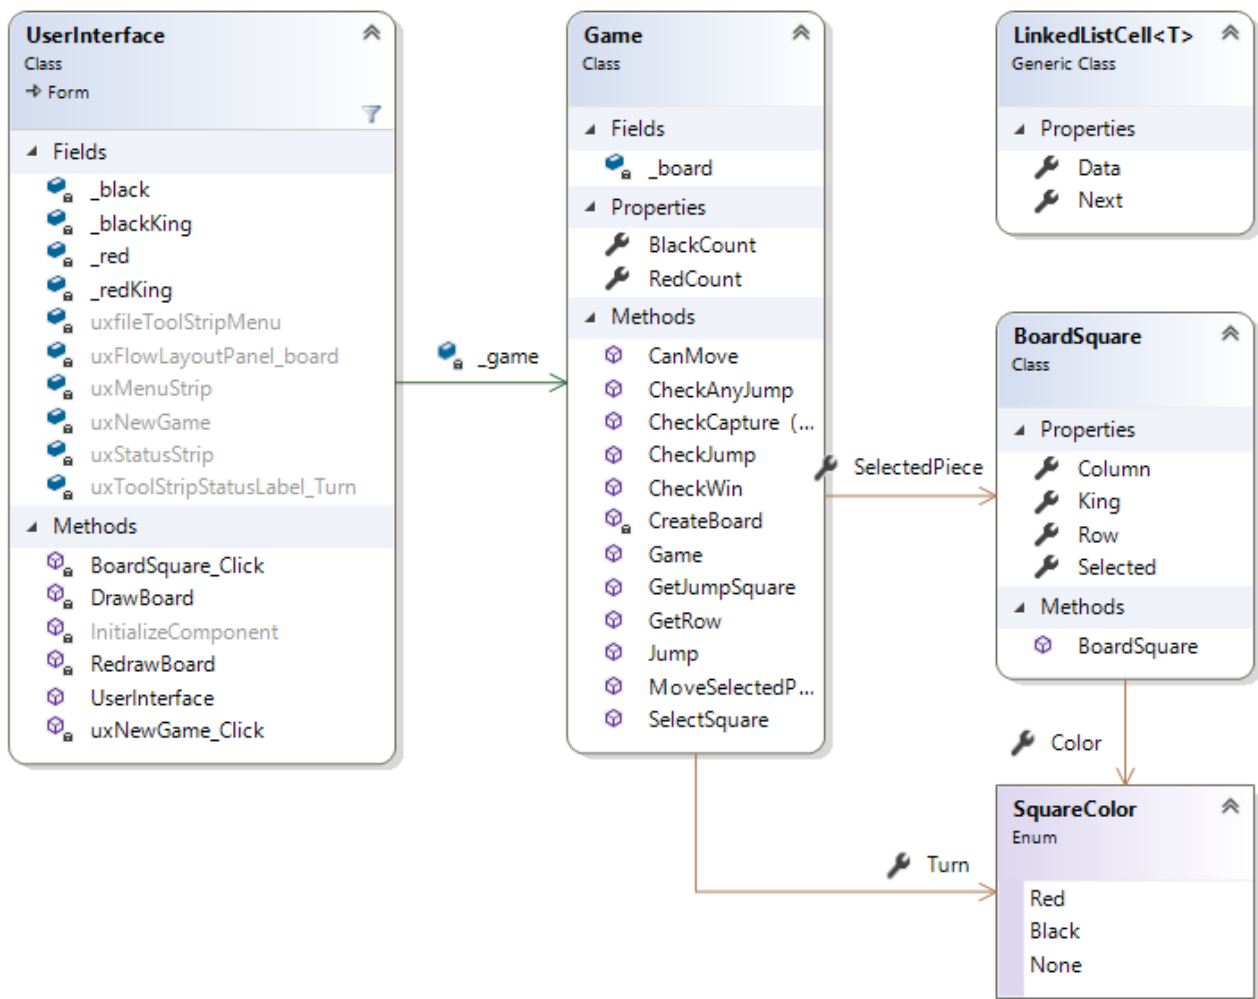 UserInterface
Class
Form
Fields
_black
_blackKing
_red
_redKing
uxfileToolStripMenu
uxFlowLayoutPanel_board
uxMenuStrip
uxNewGame
uxStatusStrip
uxToolStripStatusLabel_Turn
Methods
BoardSquare_Click
DrawBoard
InitializeComponent
RedrawBoard
UserInterface
uxNewGame_Click
_game
Game
Class
Fields
_board
Properties
BlackCount
RedCount
Methods
CanMove
CheckAnyJump
CheckCapture (...
CheckJump
CheckWin
CreateBoard
Game
GetJumpSquare
GetRow
Jump
MoveSelectedP...
SelectSquare
SelectedPiece
Turn
LinkedListCell<T>
Generic Class
Properties
Data
Next
BoardSquare
Class
Properties
Column
King
Row
Selected
Methods
BoardSquare
Color
SquareColor
Enum
Red
Black
None